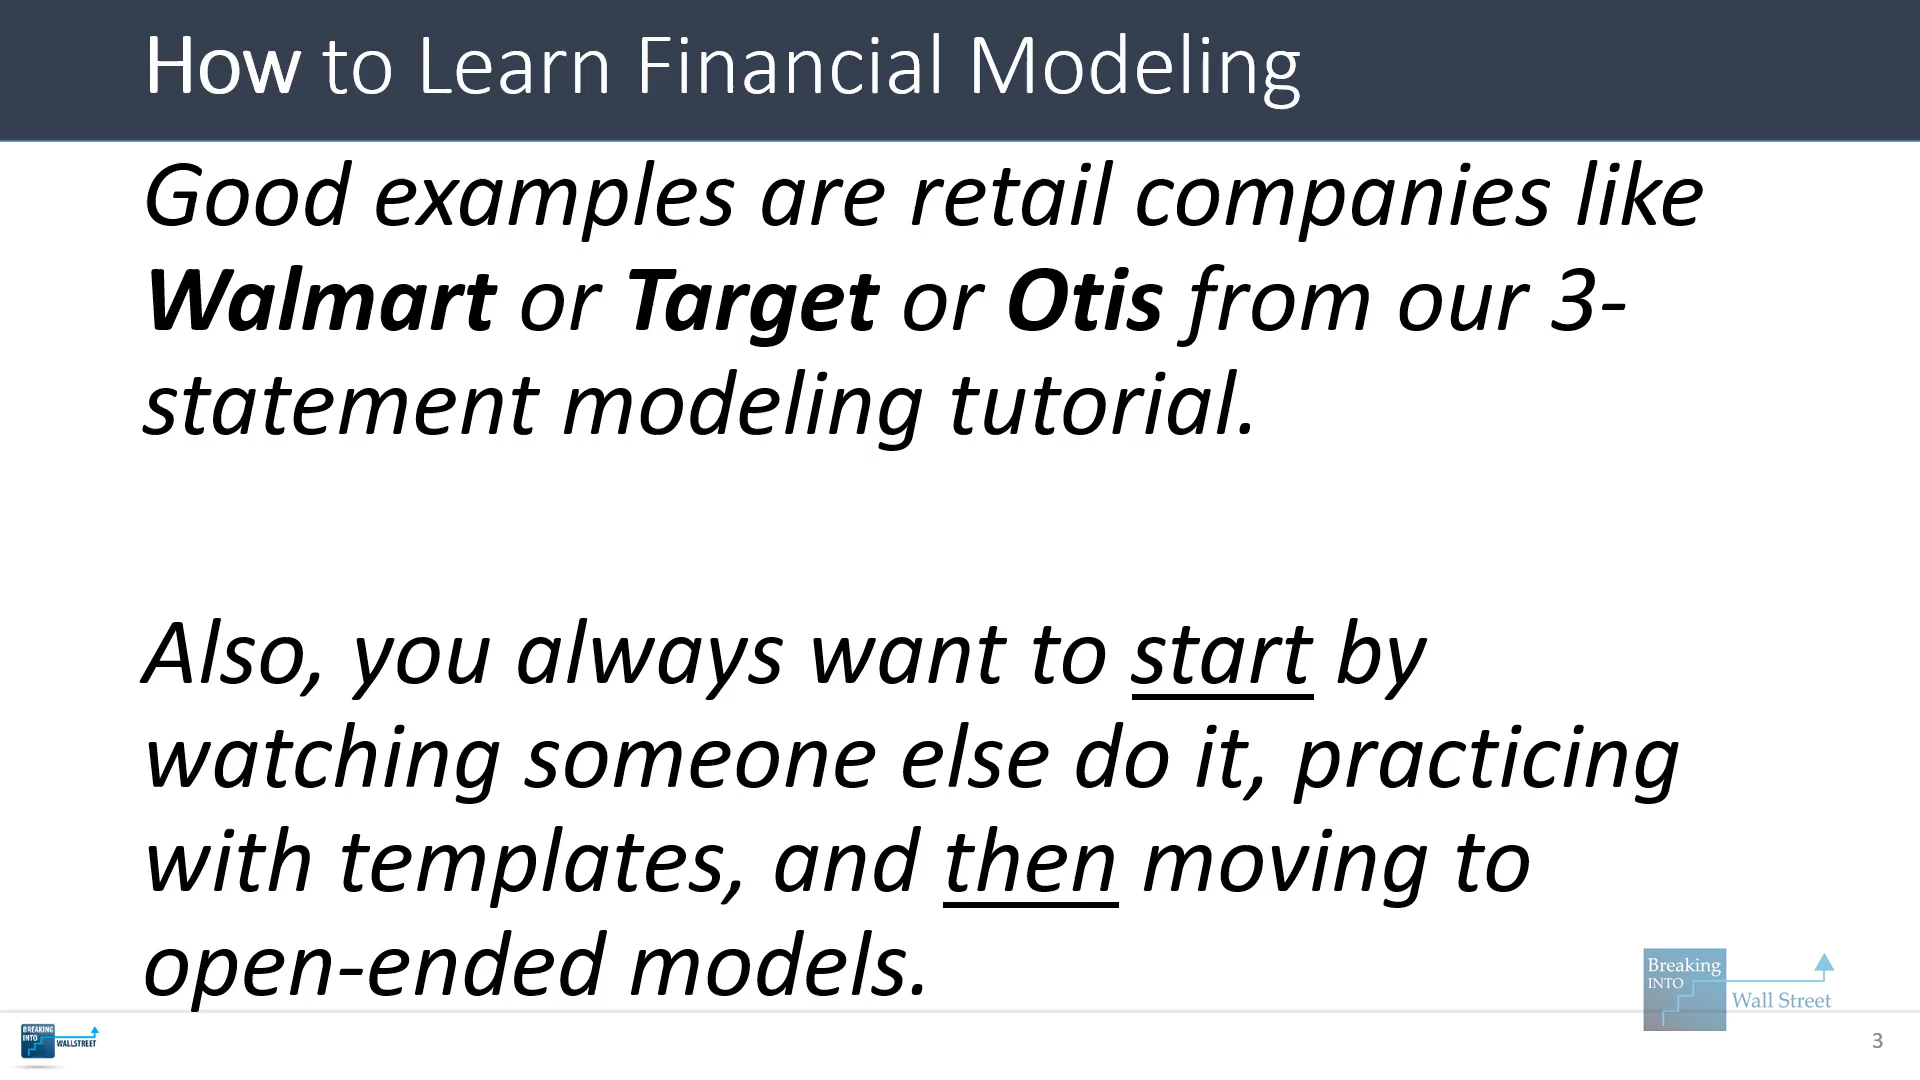 How to Learn Financial Modeling
Good examples are retail companies like
Walmart or Target or Otis from our 3-
statement modeling tutorial.
Also, you always want to start by
watching someone else do it, practicing
with templates, and then moving to
open-ended models.
Breaking
INTO
Wall Street
BREAKING
INTO
WALLSTREET
3